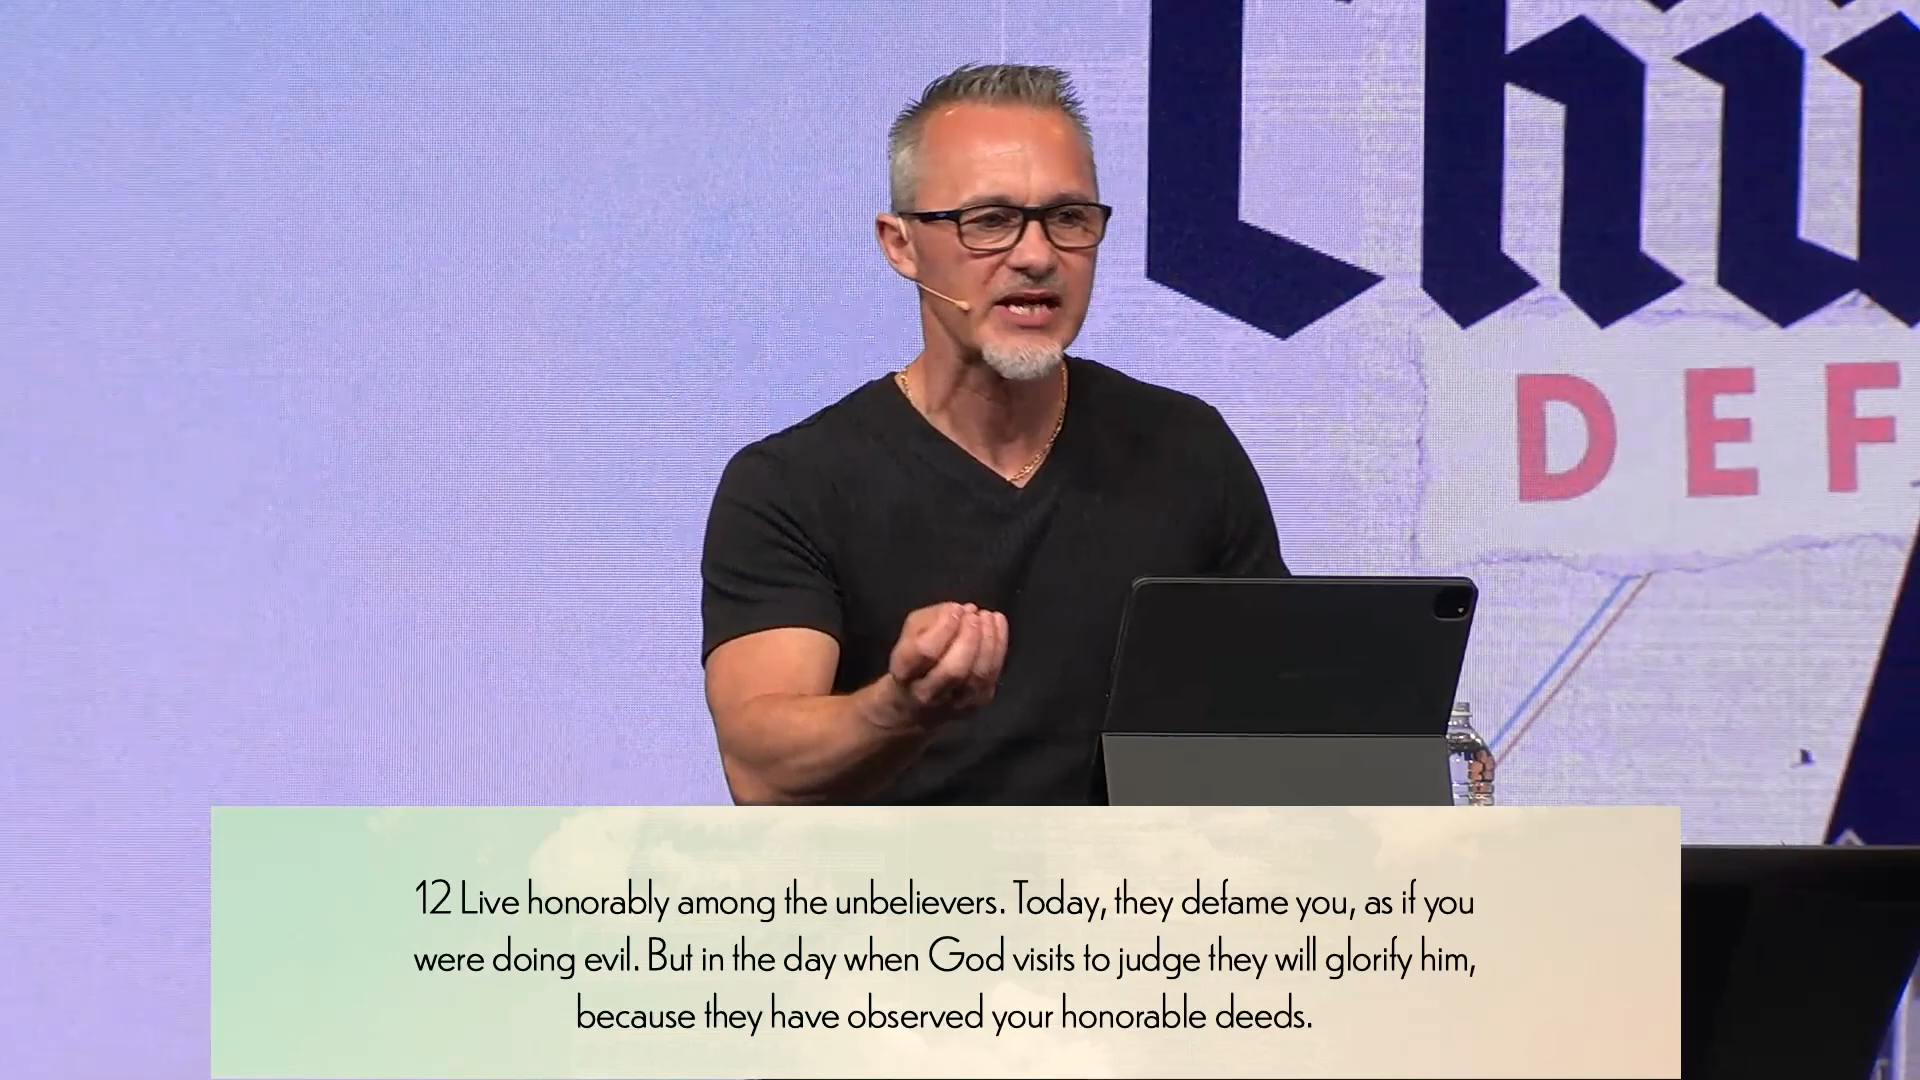 DEF
12 Live honorably among the unbelievers. Today, they defame you, as if you
were doing evil. But in the day when God visits to judge they will glorify him,
because they have observed your honorable deeds.